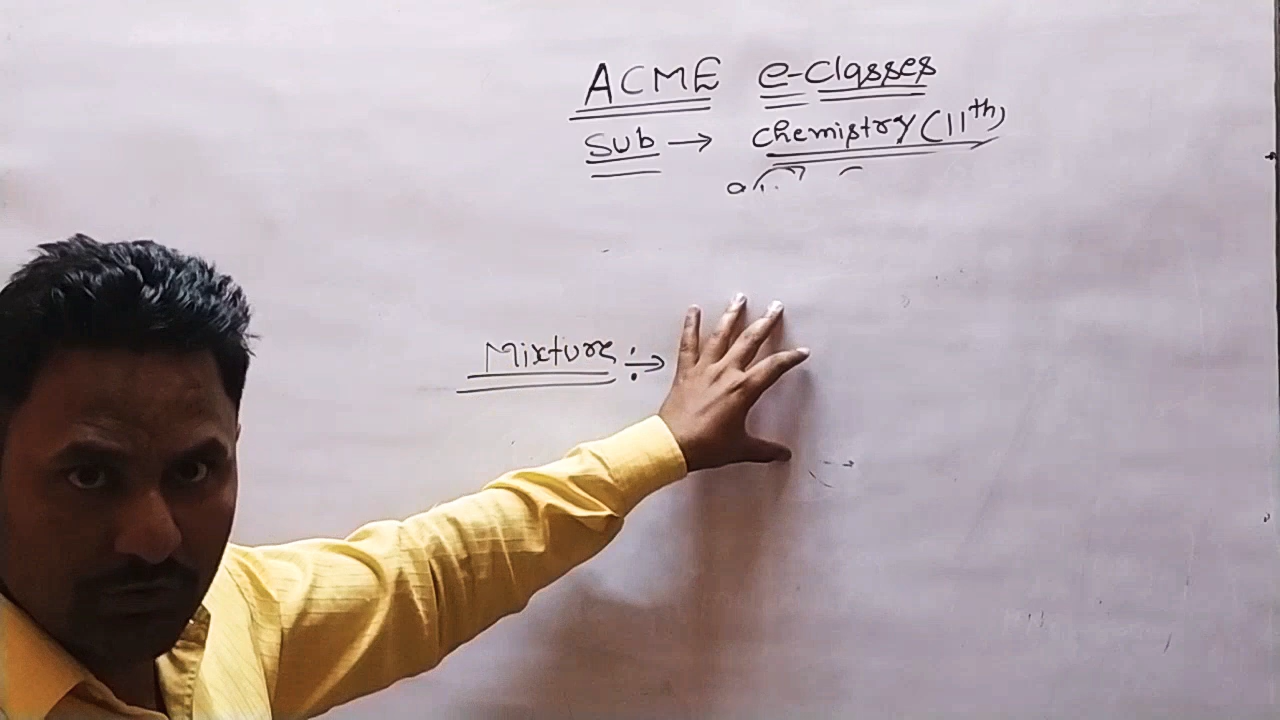 ACME e-classes
Sub → chemistry (11th)
Mixture ÷→